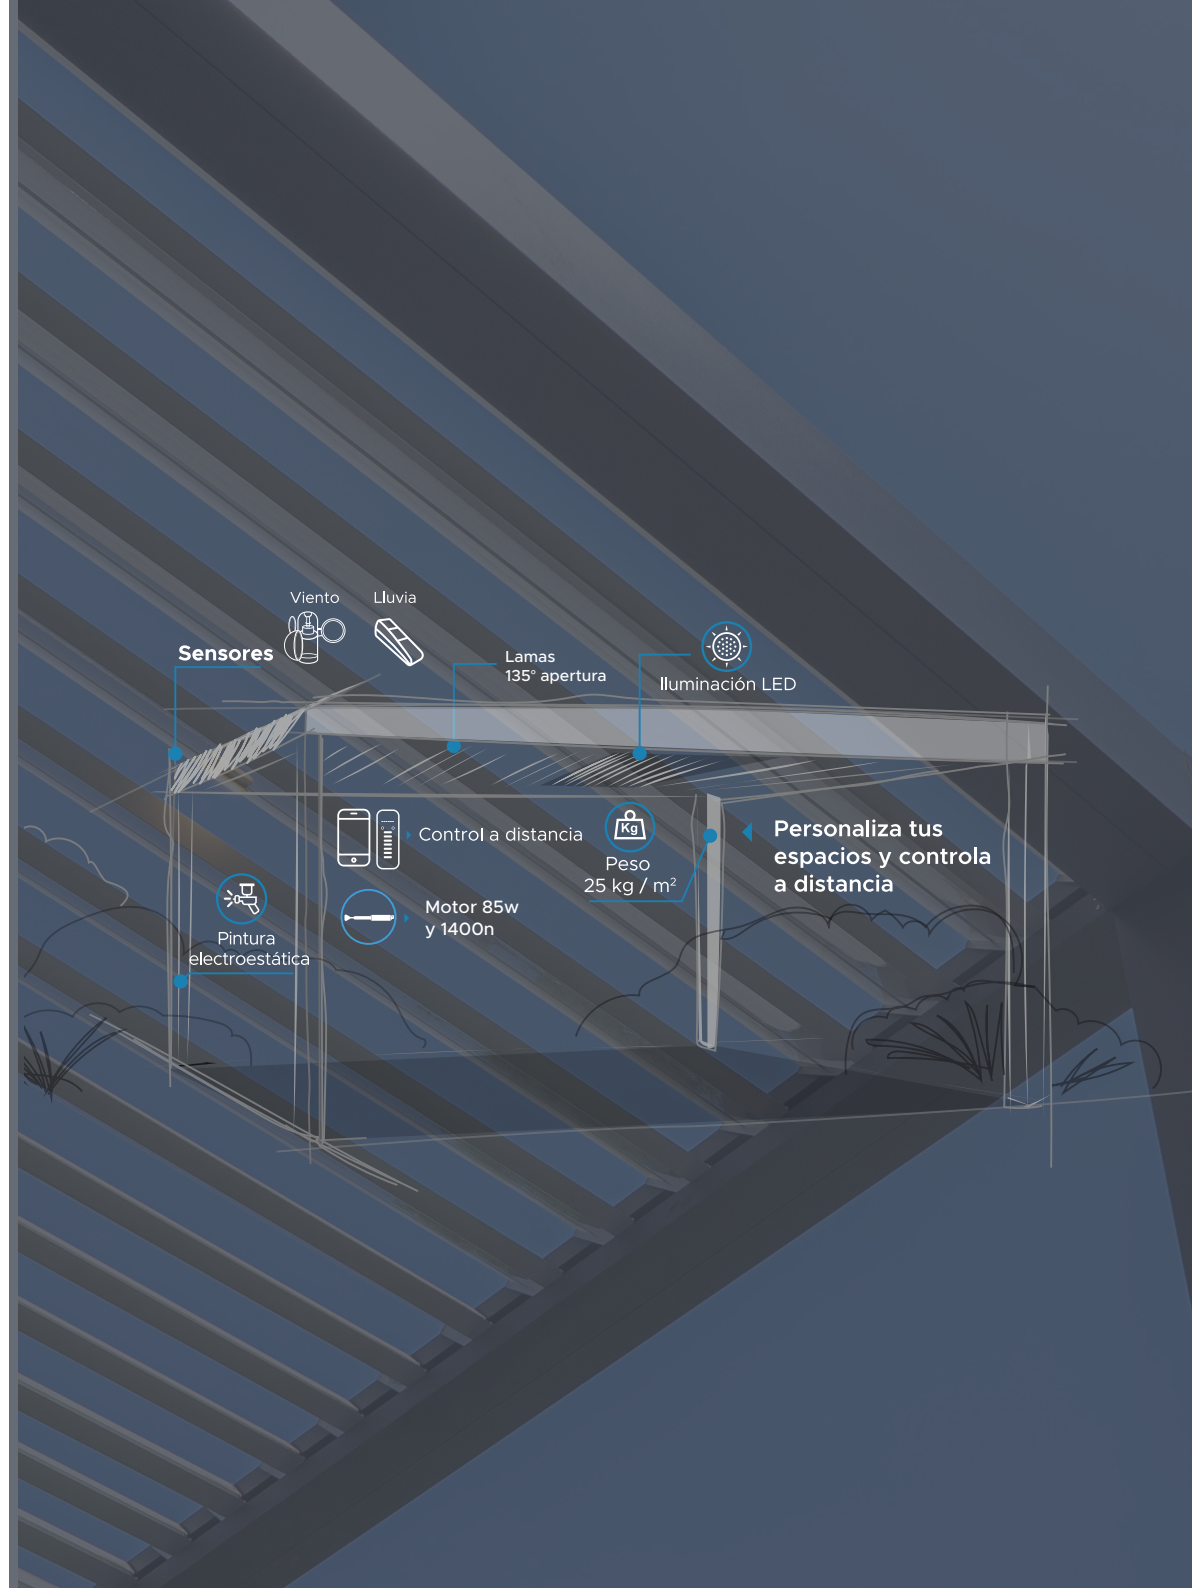 Viento
Lluvia
Sensores
Lamas
135° apertura
Iluminación LED
Control a distancia
Kg
Peso
25 kg / m²
Personaliza tus
espacios y controla
a distancia
Motor 85w
y 1400n
Pintura
electroestática